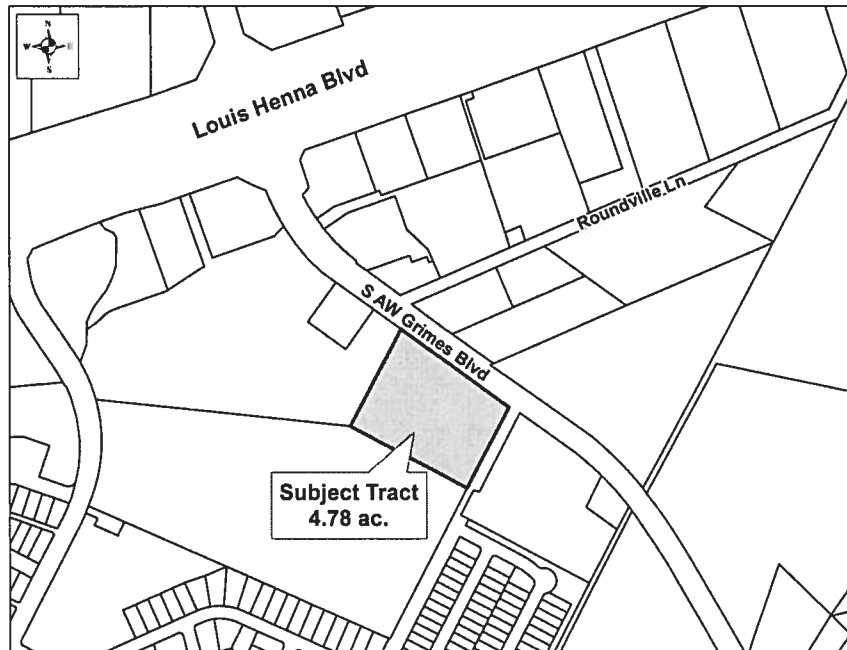 N
W E
S
Louis Henna Blvd
Roundville Ln
S AW Grimes Blvd
Subject Tract
4.78 ac.